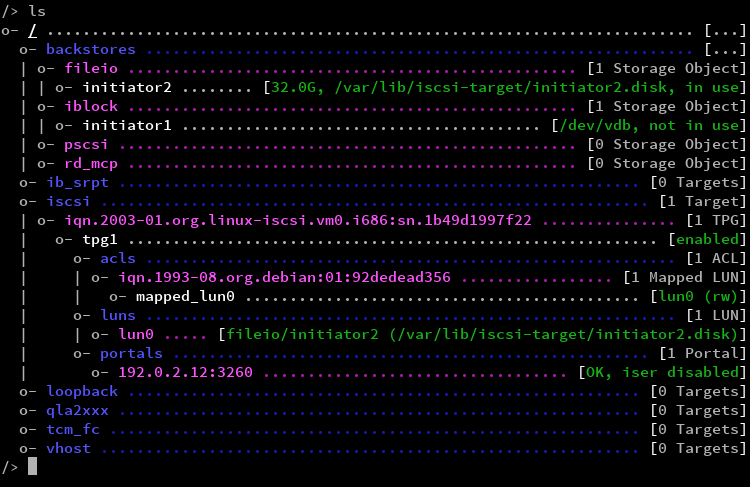 /> ls
o- / ......................................................................... [...]
  o- backstores ............................................................. [...]
  | o- fileio ................................................... [1 Storage Object]
  | | o- initiator2 ........ [32.0G, /var/lib/iscsi-target/initiator2.disk, in use]
  | o- iblock ................................................... [1 Storage Object]
  | | o- initiator1 ........................................ [/dev/vdb, not in use]
  | o- pscsi .................................................... [0 Storage Object]
  | o- rd_mcp ................................................... [0 Storage Object]
  o- ib_srpt .......................................................... [0 Targets]
  o- iscsi ............................................................. [1 Target]
  | o- iqn.2003-01.org.linux-iscsi.vm0.i686:sn.1b49d1997f22 ............... [1 TPG]
  |   o- tpg1 ........................................................... [enabled]
  |     o- acls ........................................................... [1 ACL]
  |     | o- iqn.1993-08.org.debian:01:92dedead356 ................. [1 Mapped LUN]
  |     |   o- mapped_lun0 ............................................ [lun0 (rw)]
  |     o- luns ........................................................... [1 LUN]
  |     | o- lun0 ..... [fileio/initiator2 (/var/lib/iscsi-target/initiator2.disk)]
  |     o- portals ..................................................... [1 Portal]
  |       o- 192.0.2.12:3260 .................................. [OK, iser disabled]
  o- loopback ......................................................... [0 Targets]
  o- qla2xxx .......................................................... [0 Targets]
  o- tcm_fc ........................................................... [0 Targets]
  o- vhost ............................................................ [0 Targets]
/>